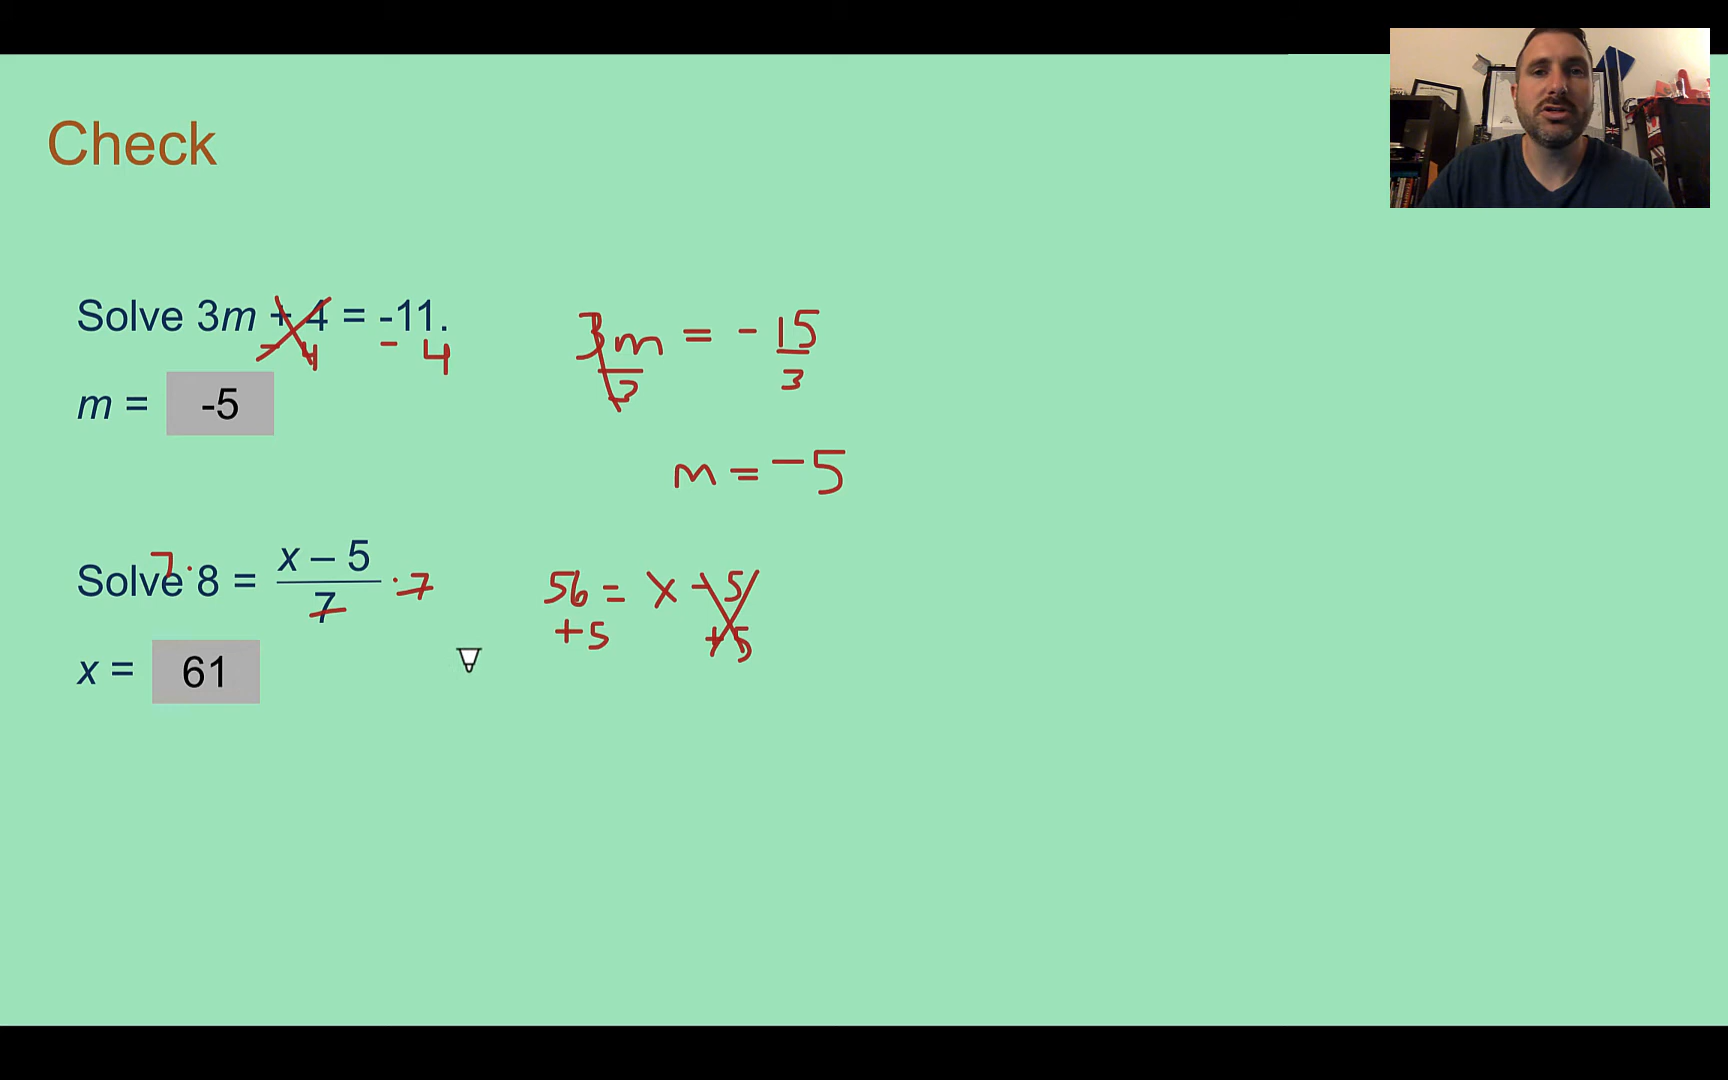 Check
Solve 3m + 4 = -11.
- 4 - 4
3m = - 15
3 3
m = -5
m = -5
Solve 8 = x – 5
7 · · 7
7
56 = x - 5
+5 +5
x = 61